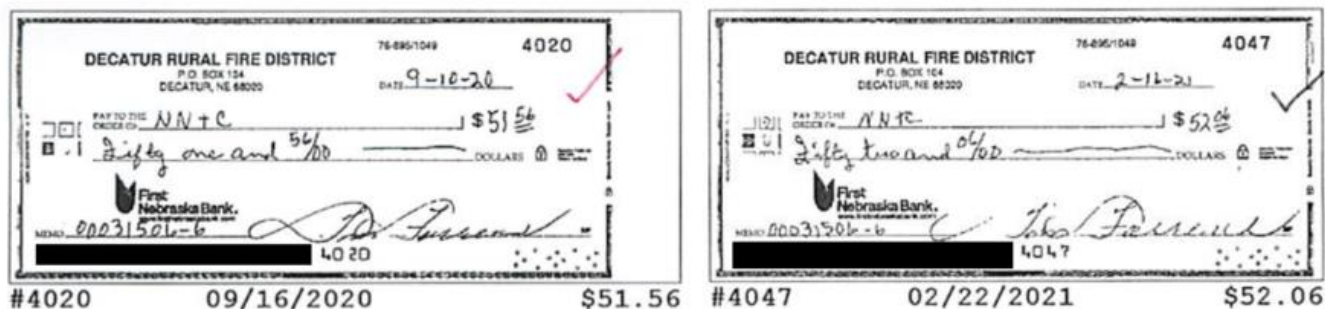 DECATUR RURAL FIRE DISTRICT
P.O. BOX 104
DECATUR, NE 68020
76-895/1049
4020
DATE 9-10-20
PAY TO THE
ORDER OF NN+C $51 56
Fifty one and 56/00 DOLLARS
First
Nebraska Bank.
MEMO 00031506-6
4020
#4020 09/16/2020 $51.56
DECATUR RURAL FIRE DISTRICT
P.O. BOX 104
DECATUR, NE 68020
76-895/1049
4047
DATE 2-16-21
PAY TO THE
ORDER OF NN+C $52 06
Fifty two and 06/00 DOLLARS
First
Nebraska Bank.
MEMO 00031506-6
4047
#4047 02/22/2021 $52.06